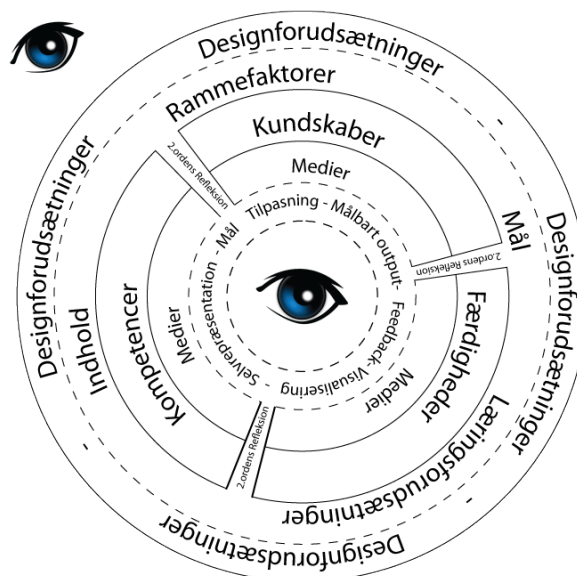 Designforudsætninger - Designforudsætninger - Designforudsætninger - Designforudsætninger -
Rammefaktorer
Mål
Læringsforudsætninger
Indhold
Kundskaber
Færdigheder
Kompetencer
Medier
Medier
Medier
2.ordens Refleksion
2.ordens Refleksion
2.ordens Refleksion
Mål Tilpasning - Målbart output- Feedback- Visualisering - Selvrepræsentation